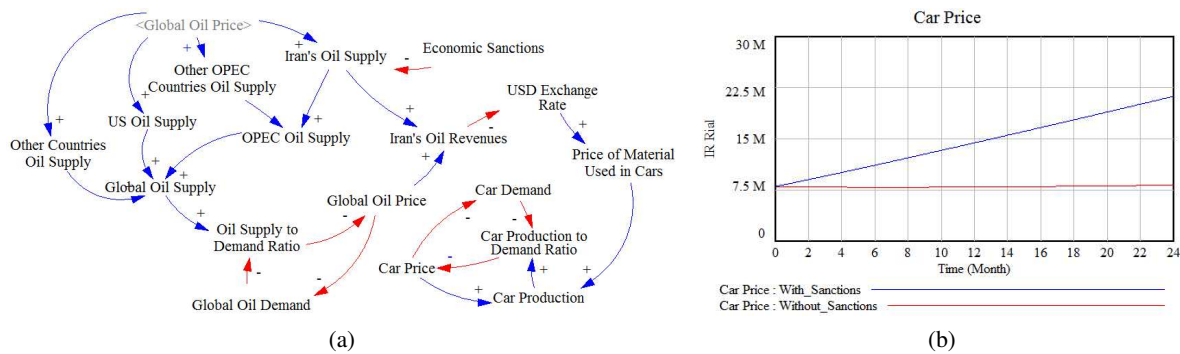 <Global Oil Price>
+
+
Iran's Oil Supply
-
Economic Sanctions
Other OPEC
Countries Oil Supply
+
US Oil Supply
+
Other Countries
Oil Supply
+
OPEC Oil Supply
+
Iran's Oil Revenues
-
USD Exchange
Rate
+
Price of Material
Used in Cars
+
+
Global Oil Supply
+
+
Global Oil Price
-
Car Demand
-
-
Oil Supply to
Demand Ratio
-
Car Production to
Demand Ratio
-
Car Price
+
+
+
Car Production
-
-
Global Oil Demand
(a)
Car Price
30 M
22.5 M
15 M
7.5 M
0
IR Rial
0 2 4 6 8 10 12 14 16 18 20 22 24
Time (Month)
Car Price : With_Sanctions
Car Price : Without_Sanctions
(b)